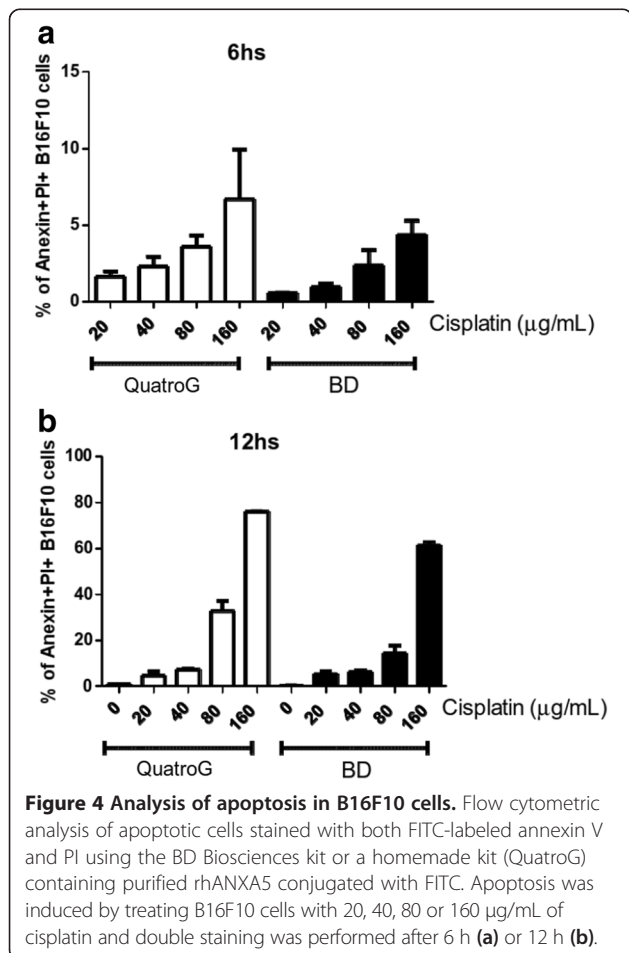 a
6hs
% of Anexin+PI+ B16F10 cells
15
10
5
0
20 40 80 160 20 40 80 160 Cisplatin (µg/mL)
QuatroG BD
b
12hs
% of Anexin+PI+ B16F10 cells
100
80
60
40
20
0
0 20 40 80 160 0 20 40 80 160 Cisplatin (µg/mL)
QuatroG BD
Figure 4 Analysis of apoptosis in B16F10 cells. Flow cytometric
analysis of apoptotic cells stained with both FITC-labeled annexin V
and PI using the BD Biosciences kit or a homemade kit (QuatroG)
containing purified rhANXA5 conjugated with FITC. Apoptosis was
induced by treating B16F10 cells with 20, 40, 80 or 160 µg/mL of
cisplatin and double staining was performed after 6 h (a) or 12 h (b).